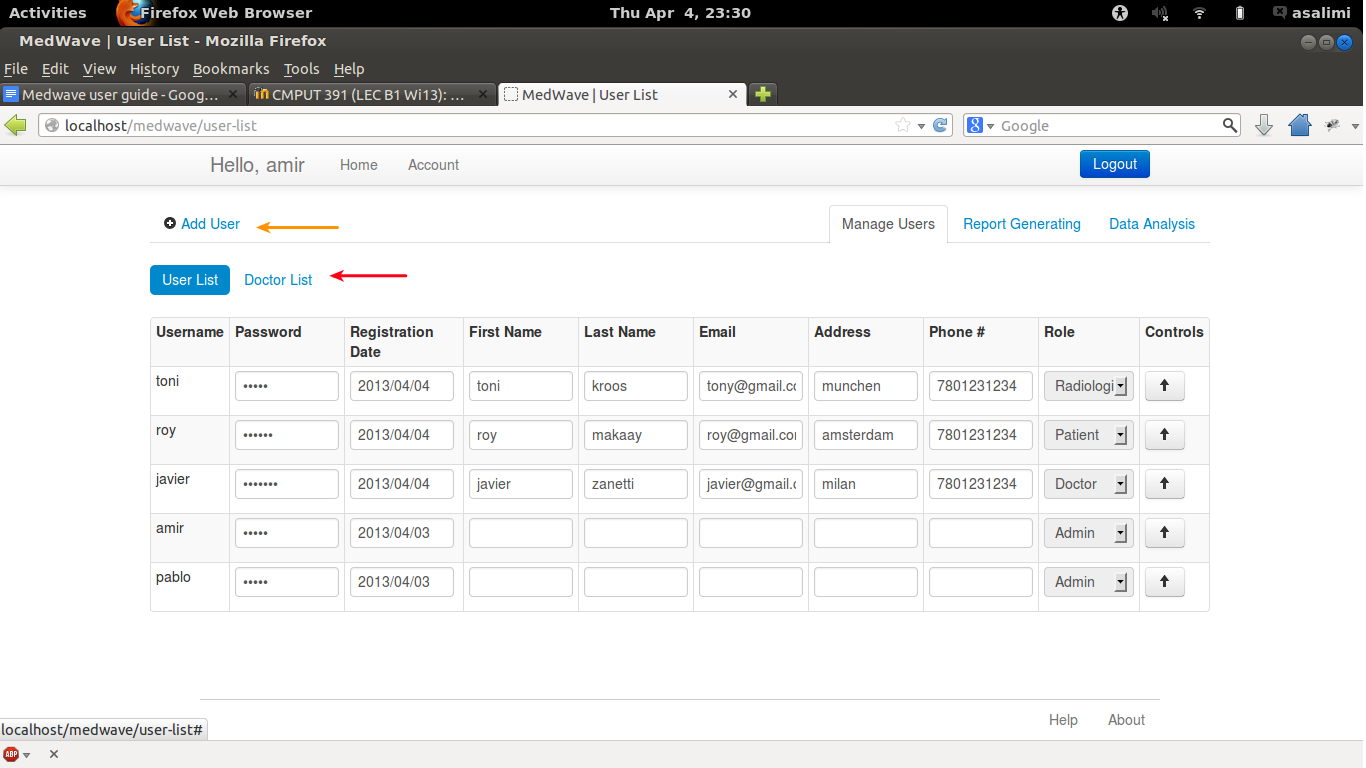 Activities Firefox Web Browser Thu Apr 4, 23:30 asalimi
MedWave | User List - Mozilla Firefox
File Edit View History Bookmarks Tools Help
Medwave user guide - Goog... CMPUT 391 (LEC B1 Wi13): ... MedWave | User List
localhost/medwave/user-list Google
Hello, amir Home Account Logout
Add User Manage Users Report Generating Data Analysis
User List Doctor List
Username Password Registration Date First Name Last Name Email Address Phone # Role Controls
toni ••••• 2013/04/04 toni kroos tony@gmail.co munchen 7801231234 Radiologi
roy •••••• 2013/04/04 roy makaay roy@gmail.com amsterdam 7801231234 Patient
javier ••••••• 2013/04/04 javier zanetti javier@gmail.c milan 7801231234 Doctor
amir ••••• 2013/04/03 Admin
pablo ••••• 2013/04/03 Admin
Help About
localhost/medwave/user-list#
ABP